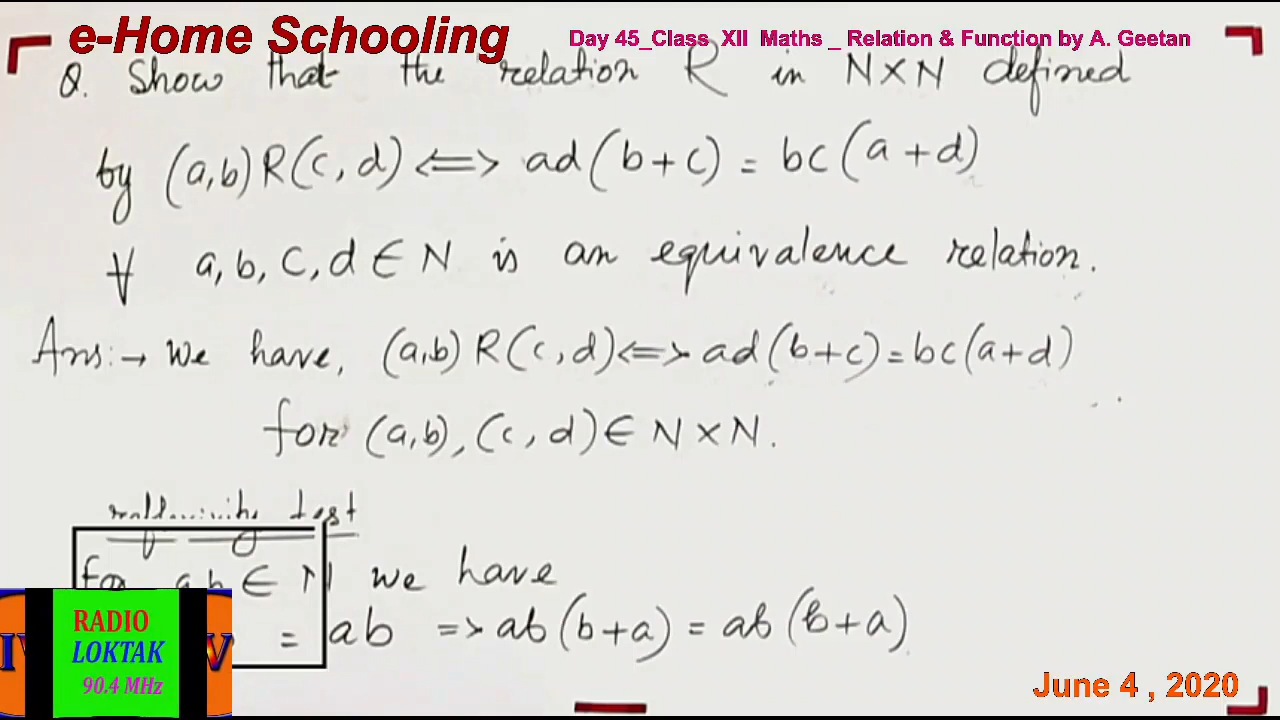 e-Home Schooling
Day 45_Class XII Maths _ Relation & Function by A. Geetan
Q. Show that the relation R in N×N defined
by (a,b)R(c,d) <=> ad(b+c) = bc(a+d)
∀ a,b,c,d ∈ N is an equivalence relation.
Ans:→ we have, (a,b)R(c,d) <=> ad(b+c)=bc(a+d)
for (a,b),(c,d) ∈ N×N.
test
for a,b ∈ N we have
= ab => ab(b+a) = ab(b+a)
RADIO
LOKTAK
90.4 MHz
June 4 , 2020